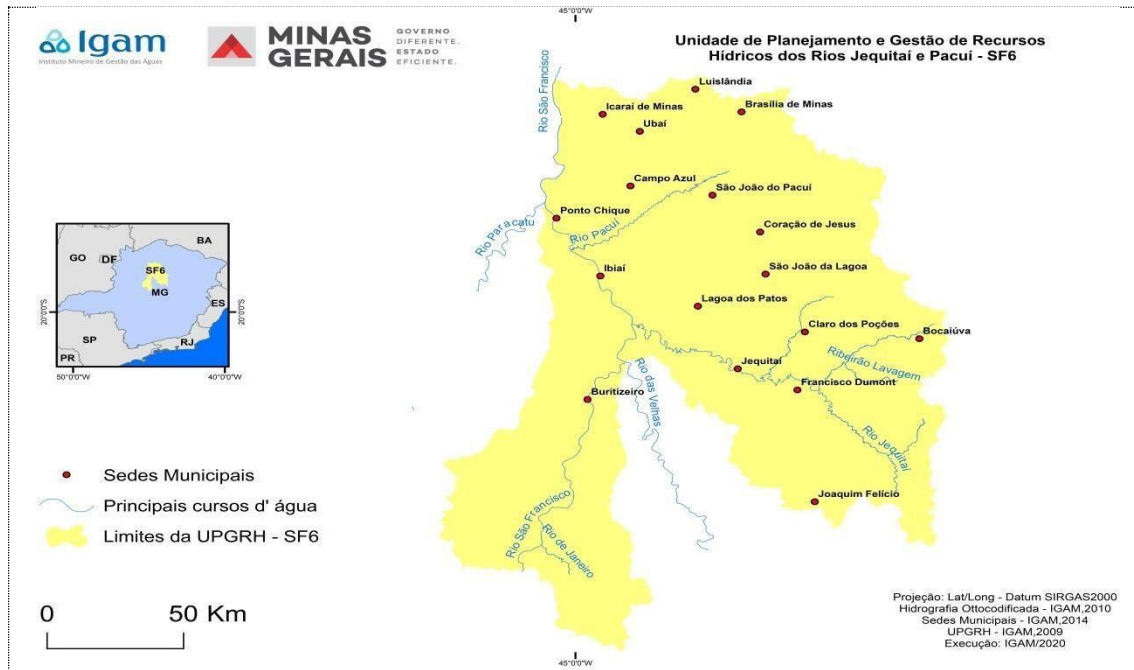 Igam
Instituto Mineiro de Gestão das Águas
MINAS
GERAIS
GOVERNO
DIFERENTE.
ESTADO
EFICIENTE.
45°0'0"W
Unidade de Planejamento e Gestão de Recursos
Hídricos dos Rios Jequitaí e Pacuí - SF6
Rio São Francisco
Luislândia
Icaraí de Minas
Brasília de Minas
Ubaí
Campo Azul
São João do Pacuí
Ponto Chique
Rio Paracatu
Rio Pacuí
Coração de Jesus
Ibiaí
São João da Lagoa
Lagoa dos Patos
Claro dos Poções
Bocaiúva
Jequitaí
Ribeirão Lavagem
Francisco Dumont
Buritizeiro
Rio das Velhas
Rio Jequitaí
Joaquim Felício
Rio São Francisco
Rio de Janeiro
BA
GO
DF
SF6
MG
ES
20°0'0"S
20°0'0"S
SP
RJ
PR
50°0'0"W
40°0'0"W
Sedes Municipais
Principais cursos d' água
Limites da UPGRH - SF6
0 50 Km
Projeção: Lat/Long - Datum SIRGAS2000
Hidrografia Ottocodificada - IGAM,2010
Sedes Municipais - IGAM,2014
UPGRH - IGAM,2009
Execução: IGAM/2020
45°0'0"W